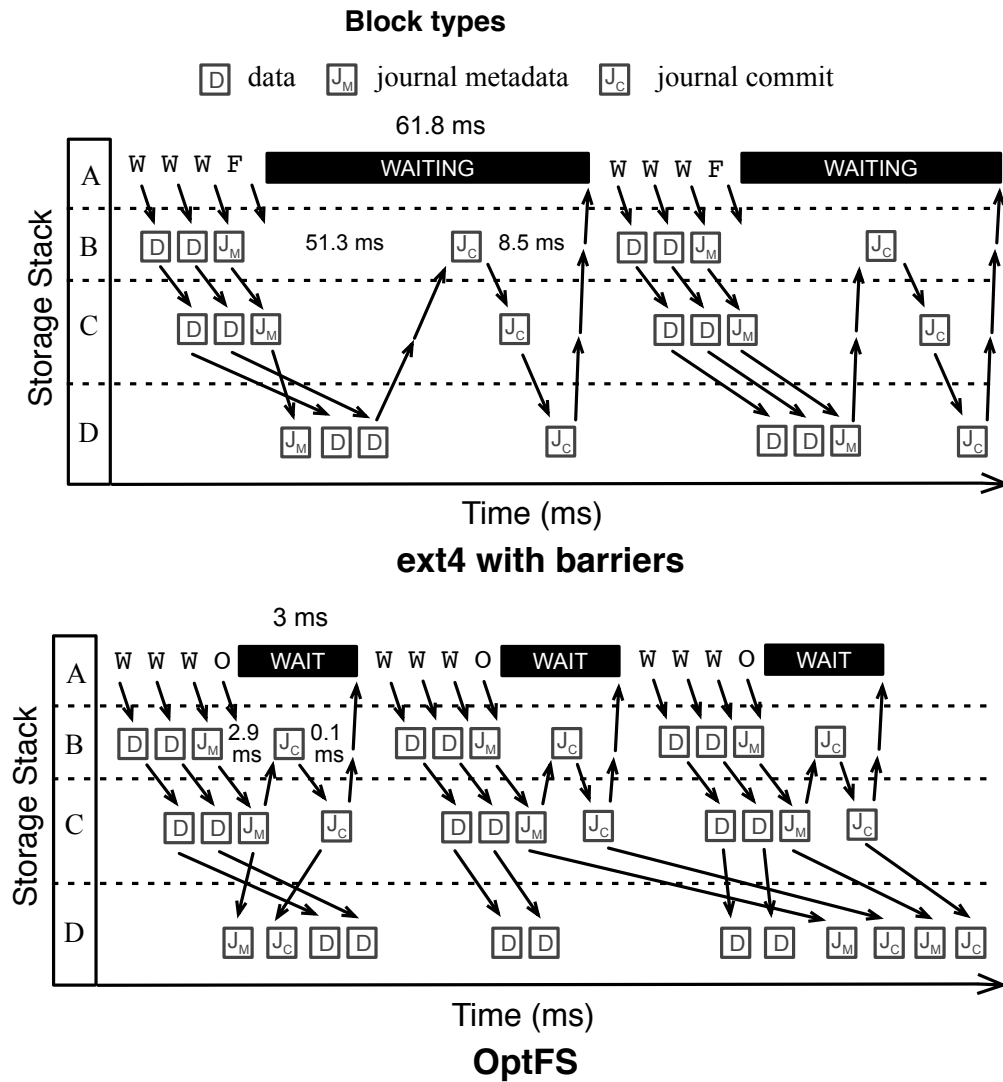 Block types
D data J_M journal metadata J_C journal commit
61.8 ms
A W W W F WAITING W W W F WAITING
B D D J_M 51.3 ms J_C 8.5 ms D D J_M J_C
C D D J_M J_C D D J_M J_C
D J_M D D J_C D D J_M J_C
Storage Stack
Time (ms)
ext4 with barriers
3 ms
A W W W O WAIT W W W O WAIT W W W O WAIT
B D D J_M 2.9 ms J_C 0.1 ms D D J_M J_C D D J_M J_C
C D D J_M J_C D D J_M J_C D D J_M J_C
D J_M J_C D D D D D D J_M J_C J_M J_C
Storage Stack
Time (ms)
OptFS